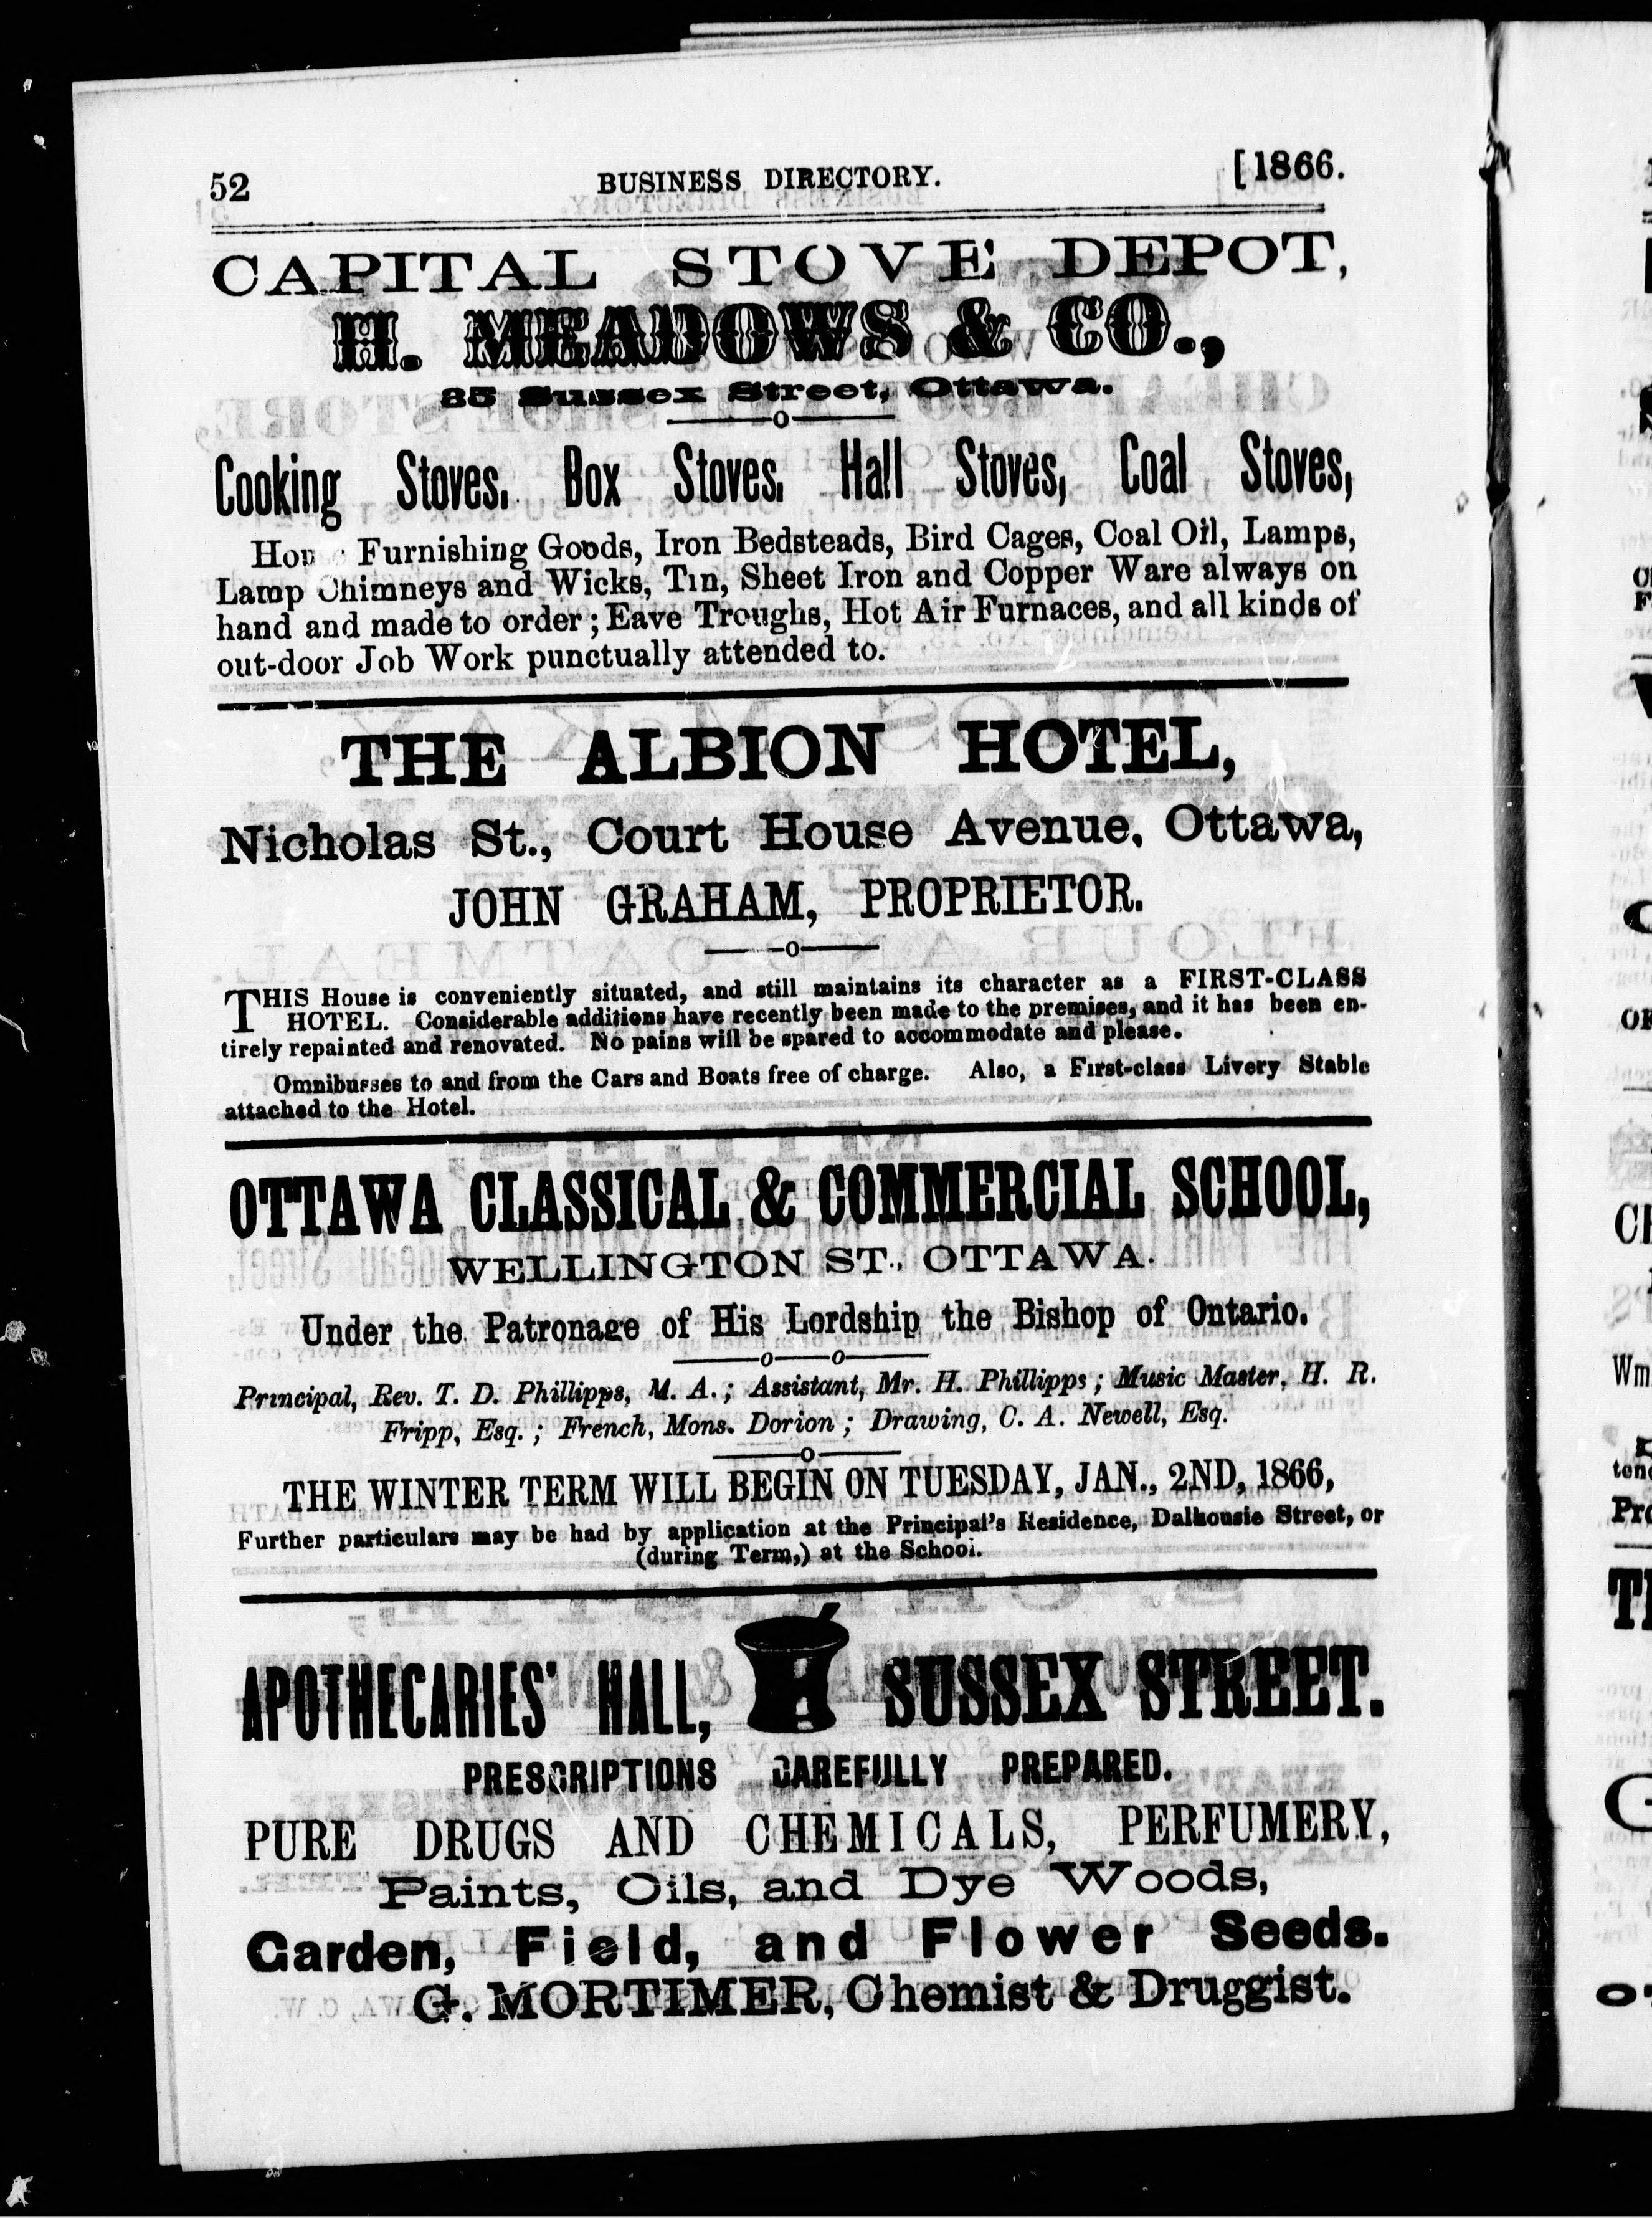 52 BUSINESS DIRECTORY. [1866.
CAPITAL STOVE DEPOT,
H. MEADOWS & CO.,
35 Sussex Street, Ottawa.
Cooking Stoves, Box Stoves, Hall Stoves, Coal Stoves,
Furnishing Goods, Iron Bedsteads, Bird Cages, Coal Oil, Lamps,
Lamp Chimneys and Wicks, Tin, Sheet Iron and Copper Ware always on
hand and made to order; Eave Troughs, Hot Air Furnaces, and all kinds of
out-door Job Work punctually attended to.
THE ALBION HOTEL,
Nicholas St., Court House Avenue, Ottawa,
JOHN GRAHAM, PROPRIETOR.
THIS House is conveniently situated, and still maintains its character as a FIRST-CLASS
HOTEL. Considerable additions have recently been made to the premises, and it has been en-
tirely repainted and renovated. No pains will be spared to accommodate and please.
Omnibusses to and from the Cars and Boats free of charge. Also, a First-class Livery Stable
attached to the Hotel.
OTTAWA CLASSICAL & COMMERCIAL SCHOOL,
WELLINGTON ST., OTTAWA.
Under the Patronage of His Lordship the Bishop of Ontario.
Principal, Rev. T. D. Phillipps, M. A.; Assistant, Mr. H. Phillipps; Music Master, H. R.
Fripp, Esq.; French, Mons. Dorion; Drawing, C. A. Newell, Esq.
THE WINTER TERM WILL BEGIN ON TUESDAY, JAN., 2ND, 1866,
Further particulars may be had by application at the Principal's Residence, Dalhousie Street, or
(during Term,) at the School.
APOTHECARIES' HALL, SUSSEX STREET.
PRESCRIPTIONS CAREFULLY PREPARED.
PURE DRUGS AND CHEMICALS, PERFUMERY,
Paints, Oils, and Dye Woods,
Garden, Field, and Flower Seeds.
G. MORTIMER, Chemist & Druggist.